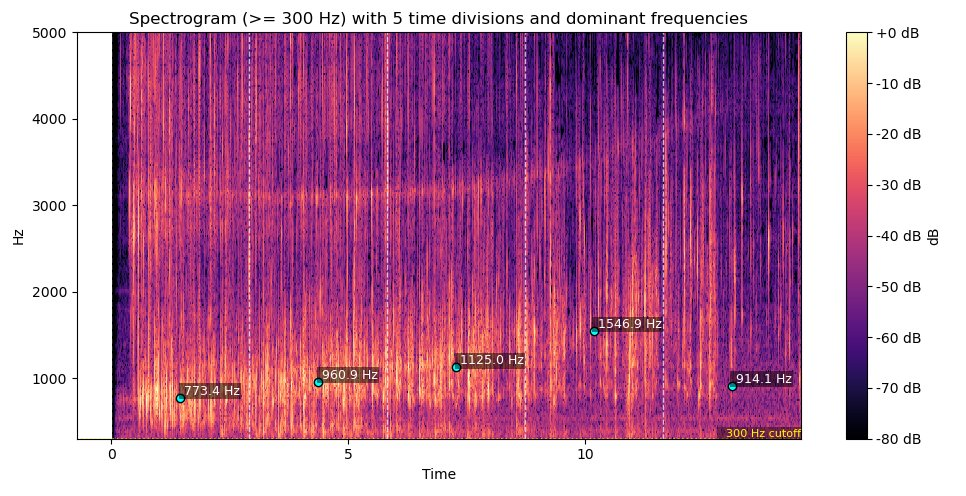 Spectrogram (>= 300 Hz) with 5 time divisions and dominant frequencies
5000
4000
3000
2000
1000
Hz
773.4 Hz
960.9 Hz
1125.0 Hz
1546.9 Hz
914.1 Hz
300 Hz cutoff
0
5
10
Time
+0 dB
-10 dB
-20 dB
-30 dB
-40 dB
-50 dB
-60 dB
-70 dB
-80 dB
dB